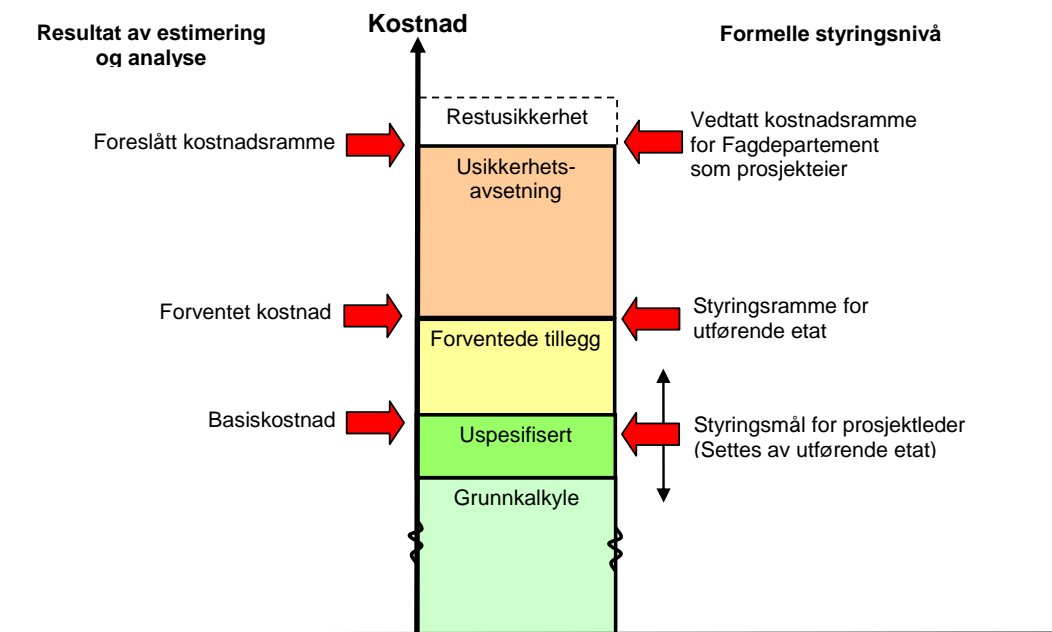 Kostnad
Resultat av estimering
og analyse
Formelle styringsnivå
Restusikkerhet
Foreslått kostnadsramme
Vedtatt kostnadsramme
for Fagdepartement
som prosjekteier
Usikkerhets-
avsetning
Forventet kostnad
Styringsramme for
utførende etat
Forventede tillegg
Basiskostnad
Uspesifisert
Styringsmål for prosjektleder
(Settes av utførende etat)
Grunnkalkyle